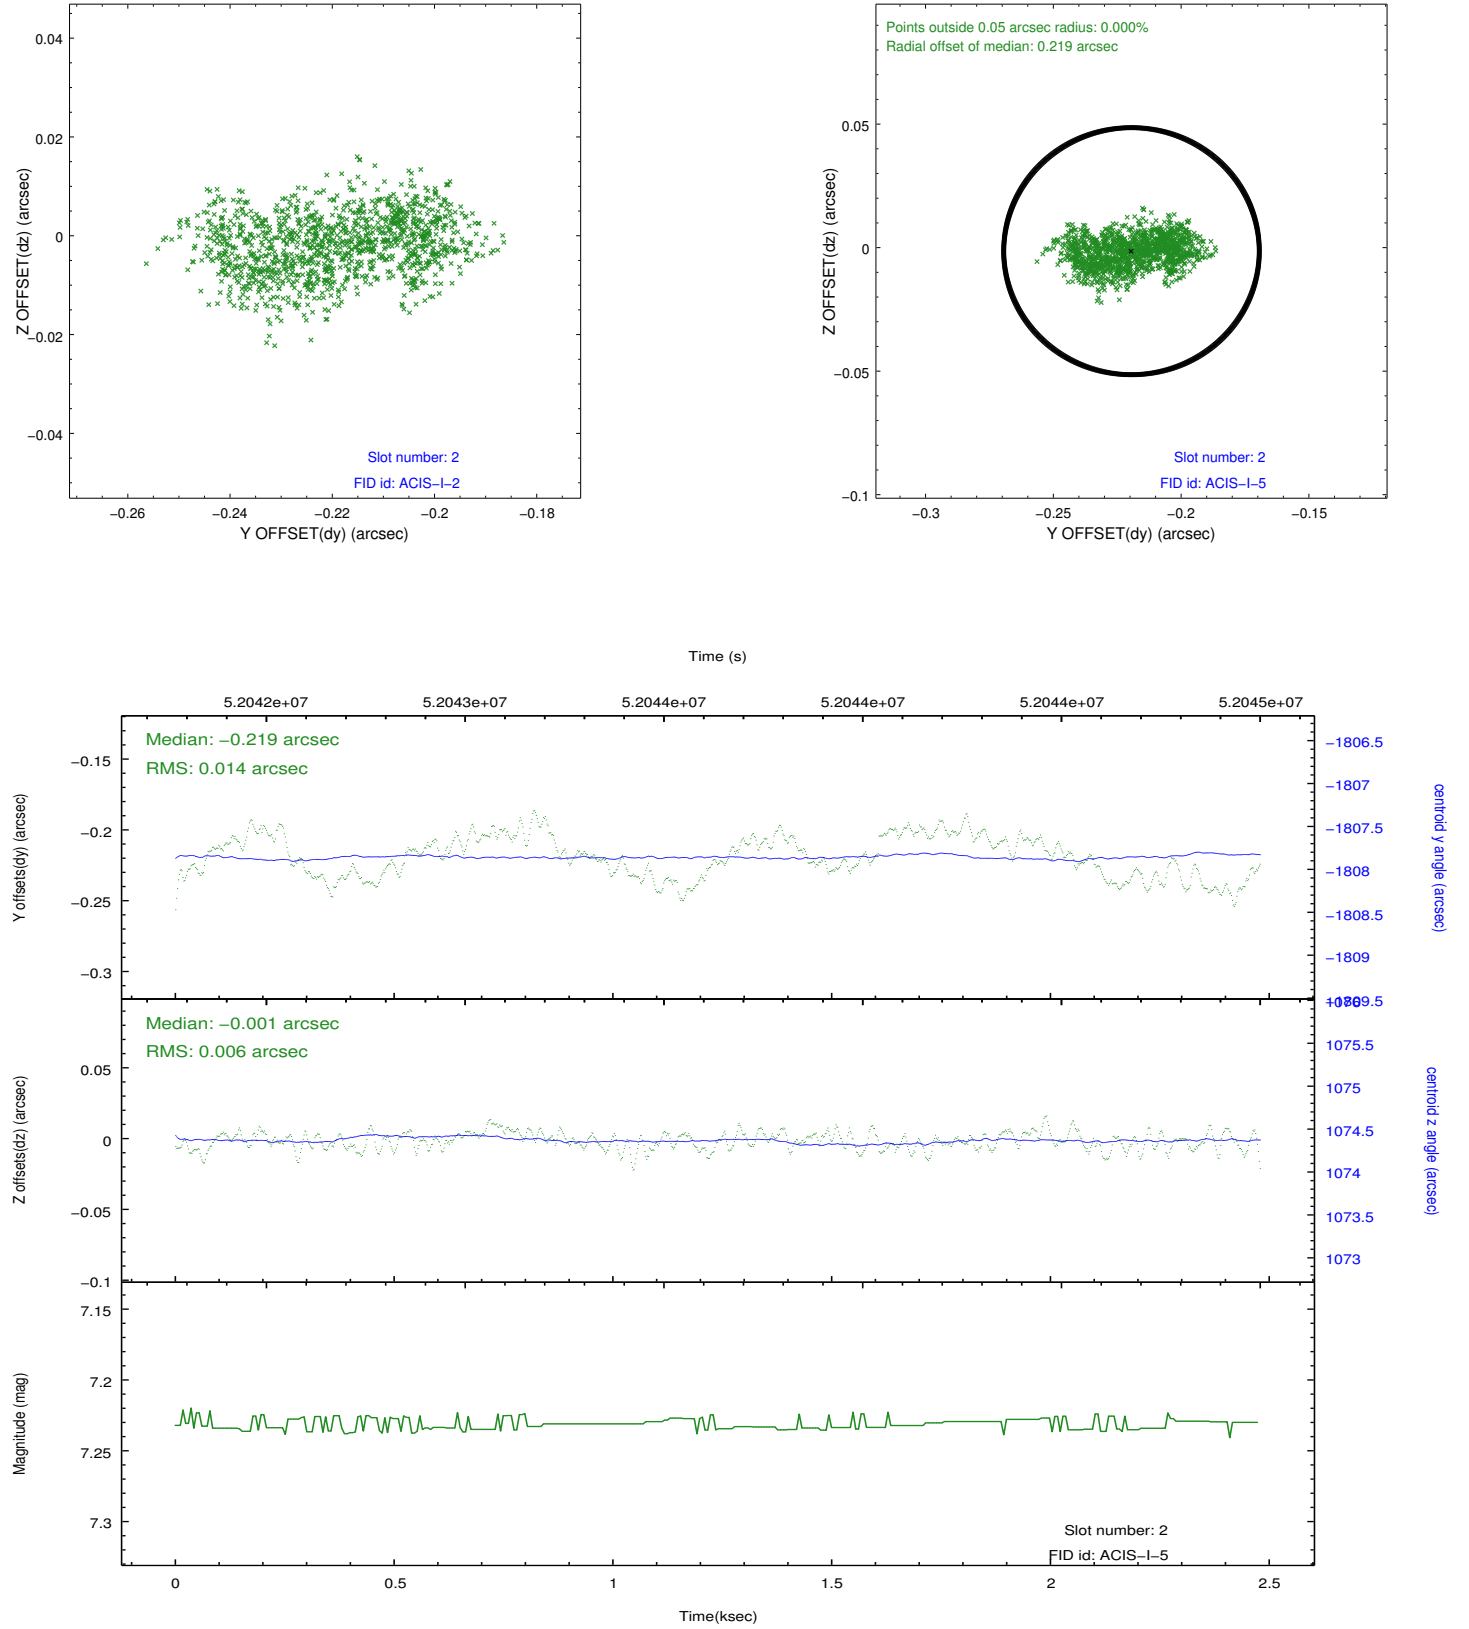 0.04
0.02
0
−0.02
−0.04
Z OFFSET(dz) (arcsec)
Slot number: 2
FID id: ACIS−I−2
−0.26
−0.24
−0.22
−0.2
−0.18
Y OFFSET(dy) (arcsec)
Points outside 0.05 arcsec radius: 0.000%
Radial offset of median: 0.219 arcsec
0.05
0
−0.05
−0.1
Z OFFSET(dz) (arcsec)
Slot number: 2
FID id: ACIS−I−5
−0.3
−0.25
−0.2
−0.15
Y OFFSET(dy) (arcsec)
Time (s)
5.2042e+07
5.2043e+07
5.2044e+07
5.2044e+07
5.2044e+07
5.2045e+07
Median: −0.219 arcsec
RMS: 0.014 arcsec
−0.15
−0.2
−0.25
−0.3
Y offsets(dy) (arcsec)
−1806.5
−1807
−1807.5
−1808
−1808.5
−1809
−1809.5
centroid y angle (arcsec)
Median: −0.001 arcsec
RMS: 0.006 arcsec
0.05
0
−0.05
−0.1
Z offsets(dz) (arcsec)
1076
1075.5
1075
1074.5
1074
1073.5
1073
centroid z angle (arcsec)
7.15
7.2
7.25
7.3
Magnitude (mag)
Slot number: 2
FID id: ACIS−I−5
0
0.5
1
1.5
2
2.5
Time(ksec)